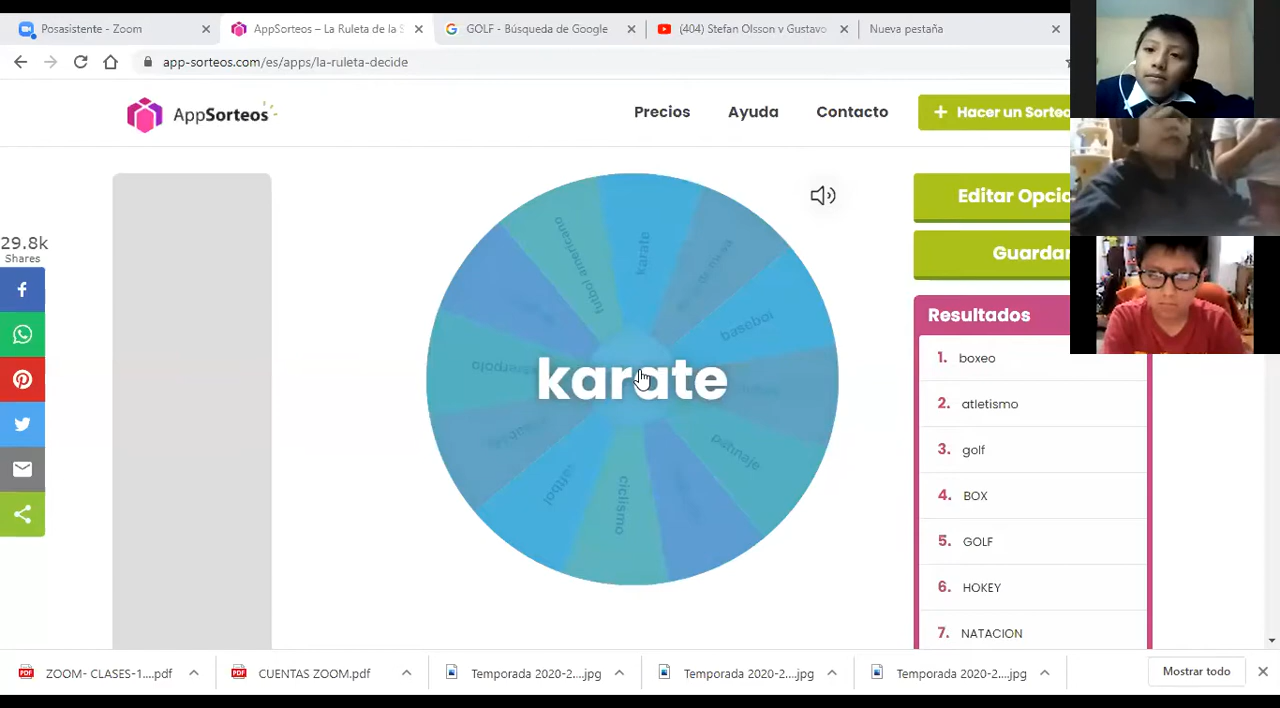 Posasistente - Zoom
AppSorteos – La Ruleta de la S
GOLF - Búsqueda de Google
(404) Stefan Olsson v Gustavo
Nueva pestaña
app-sorteos.com/es/apps/la-ruleta-decide
AppSorteos
Precios
Ayuda
Contacto
+ Hacer un Sorteo
29.8k
Shares
futbol americano
karate
beisbol
patinaje
ciclismo
karate
Editar Opcio
Guardar
Resultados
1. boxeo
2. atletismo
3. golf
4. BOX
5. GOLF
6. HOKEY
7. NATACION
ZOOM- CLASES-1....pdf
CUENTAS ZOOM.pdf
Temporada 2020-2....jpg
Temporada 2020-2....jpg
Temporada 2020-2....jpg
Mostrar todo